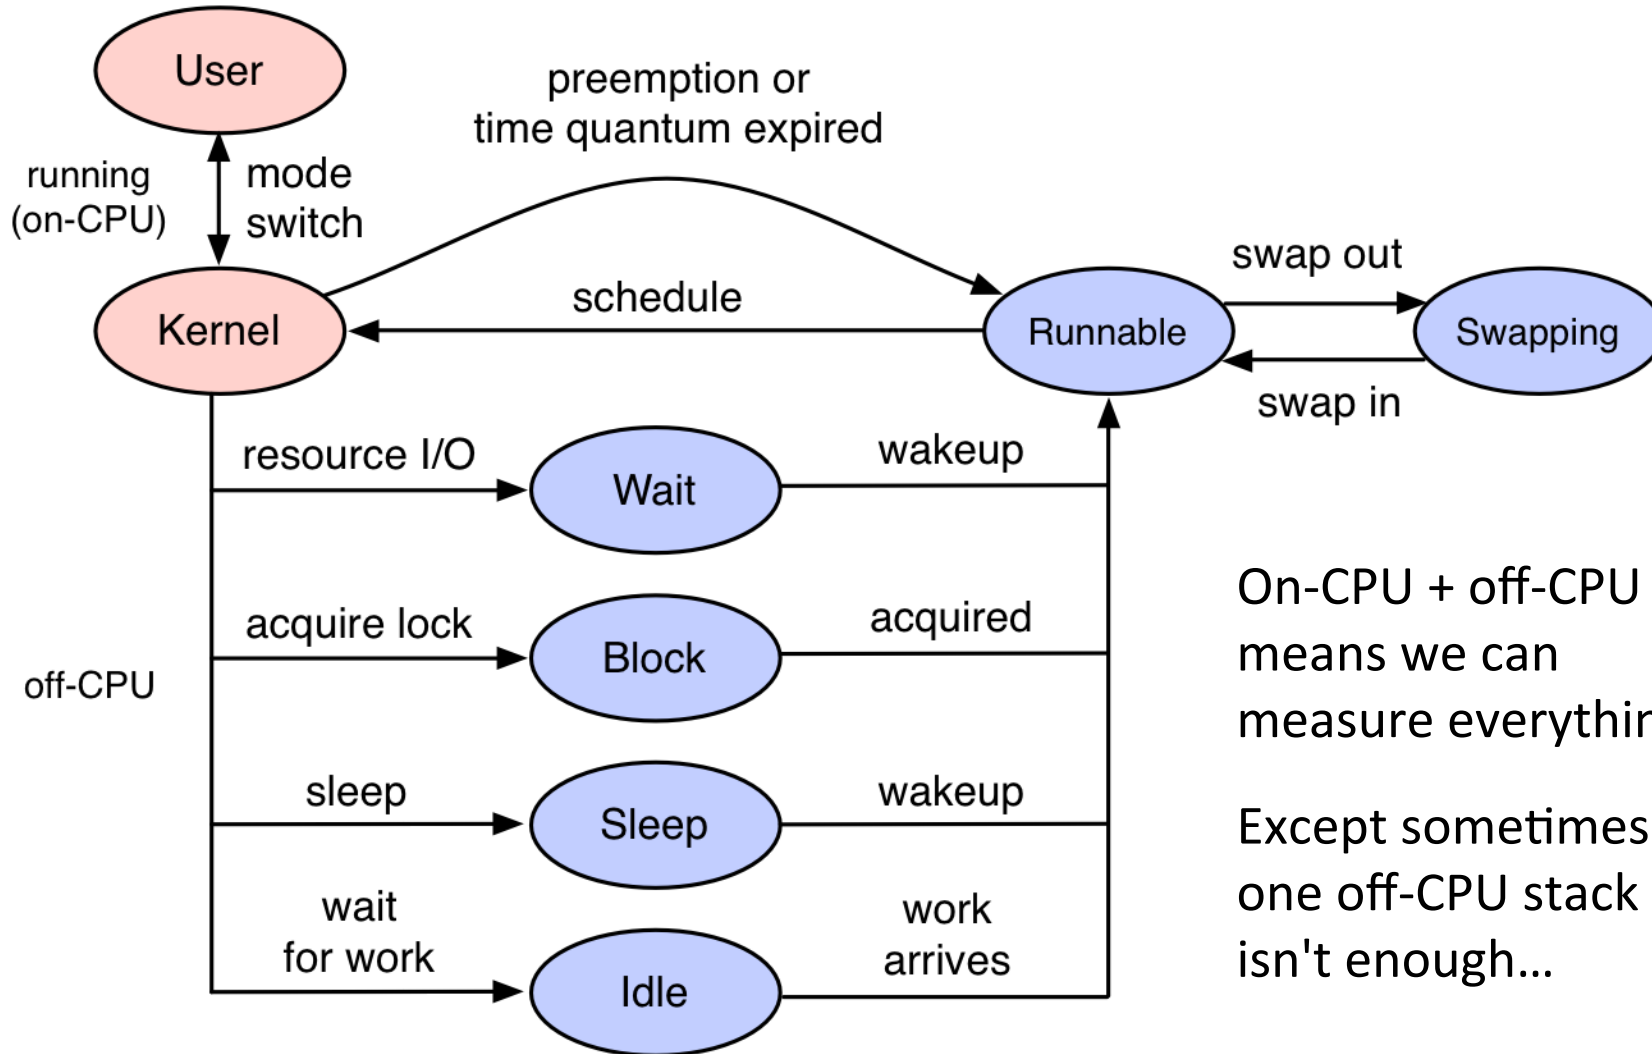 User
preemption or
time quantum expired
running
(on-CPU)
mode
switch
Kernel
schedule
Runnable
swap out
Swapping
swap in
resource I/O
Wait
wakeup
acquire lock
Block
acquired
off-CPU
sleep
Sleep
wakeup
wait
for work
Idle
work
arrives
On-CPU + off-CPU
means we can
measure everythin
Except sometimes
one off-CPU stack
isn't enough…